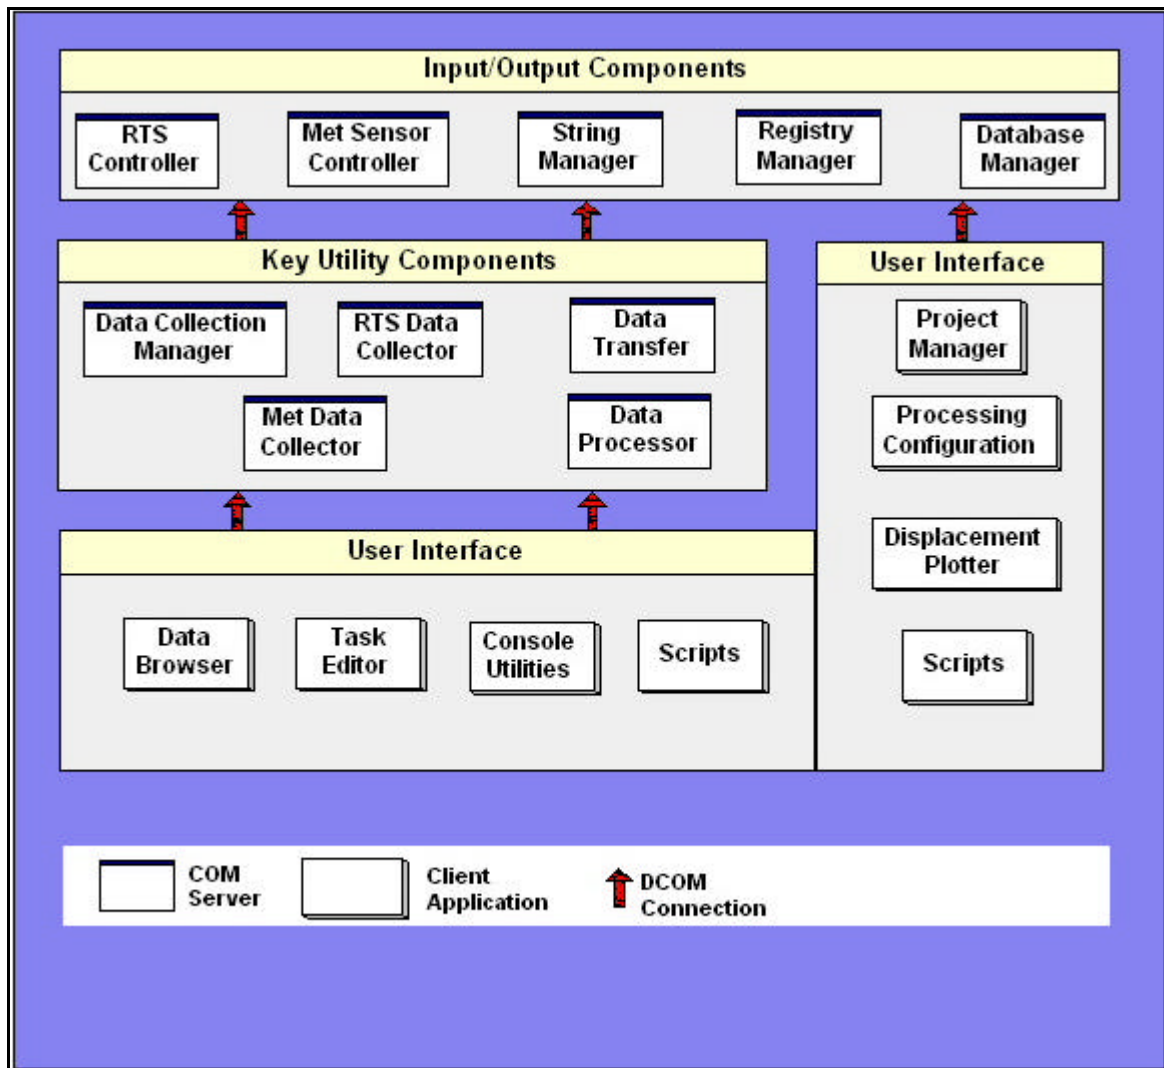 Input/Output Components
RTS
Controller
Met Sensor
Controller
String
Manager
Registry
Manager
Database
Manager
Key Utility Components
Data Collection
Manager
RTS Data
Collector
Data
Transfer
Met Data
Collector
Data
Processor
User Interface
Project
Manager
Processing
Configuration
Displacement
Plotter
Scripts
User Interface
Data
Browser
Task
Editor
Console
Utilities
Scripts
COM
Server
Client
Application
DCOM
Connection